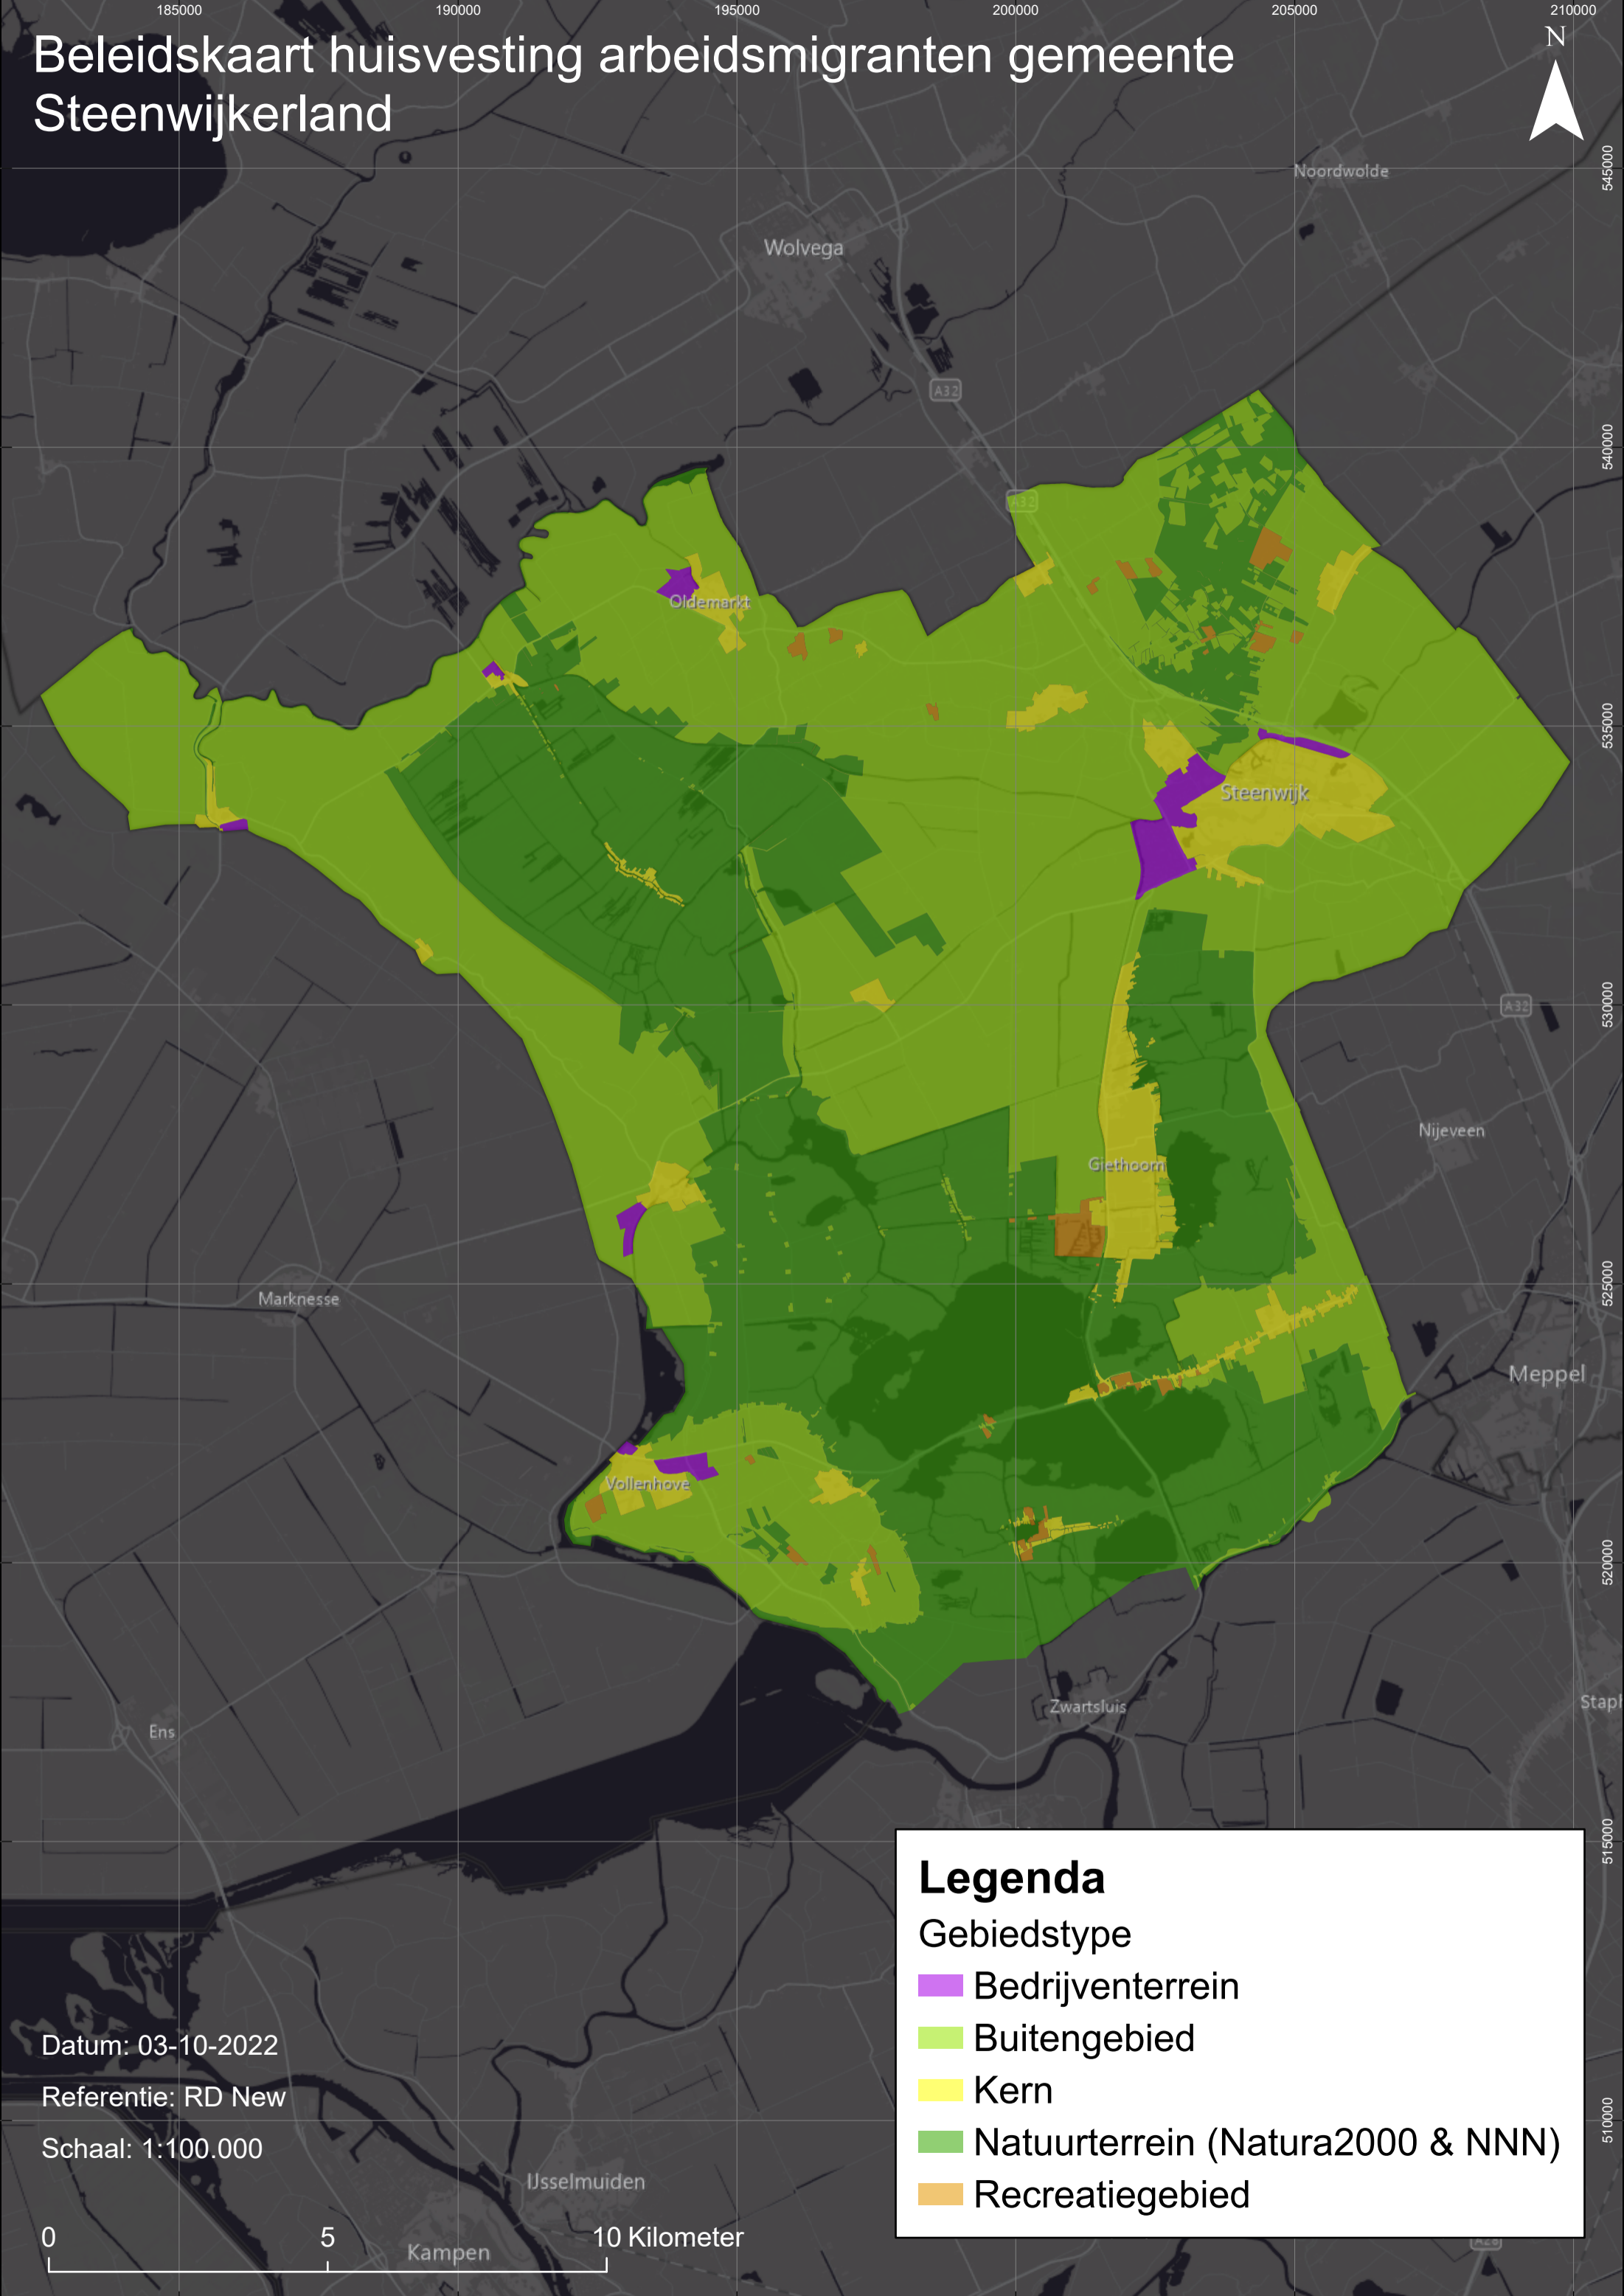 185000 190000 195000 200000 205000 210000
Beleidskaart huisvesting arbeidsmigranten gemeente
Steenwijkerland
N
545000
Noordwolde
Wolvega
A32
540000
A32
Oldemarkt
535000
Steenwijk
530000
A32
Nijeveen
Giethoorn
525000
Marknesse
Meppel
Vollenhove
520000
Zwartsluis
Ens
515000
Legenda
Gebiedstype
Bedrijventerrein
Buitengebied
Kern
Natuurterrein (Natura2000 & NNN)
Recreatiegebied
510000
Datum: 03-10-2022
Referentie: RD New
Schaal: 1:100.000
IJsselmuiden
0 5 10 Kilometer
Kampen
A28